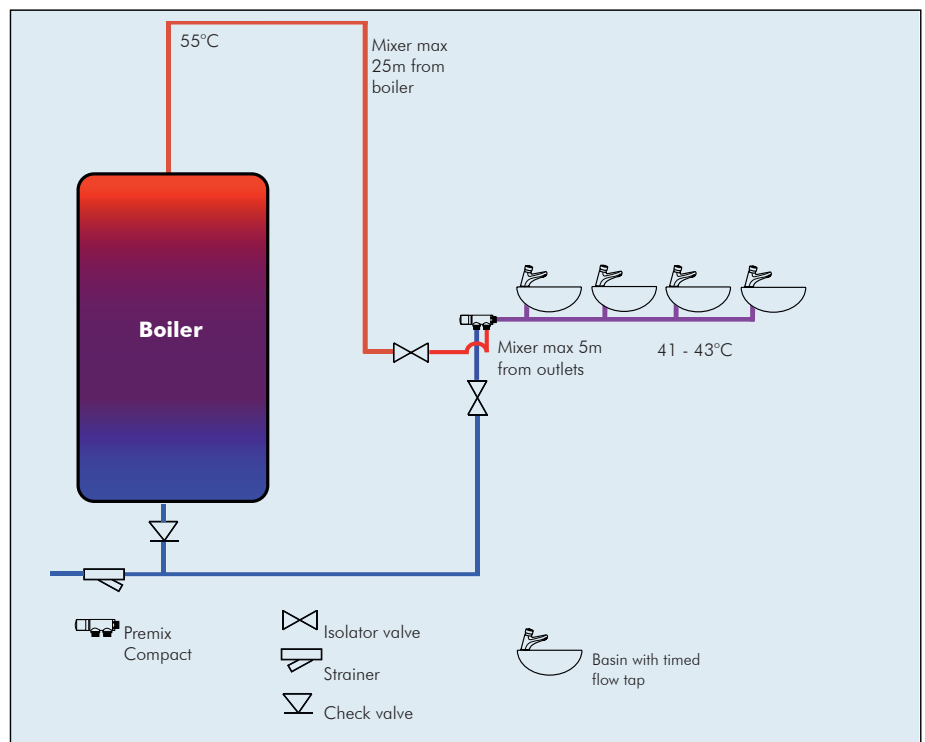 55°C
Mixer max
25m from
boiler
Boiler
Mixer max 5m
from outlets
41 - 43°C
Premix
Compact
Isolator valve
Strainer
Check valve
Basin with timed
flow tap